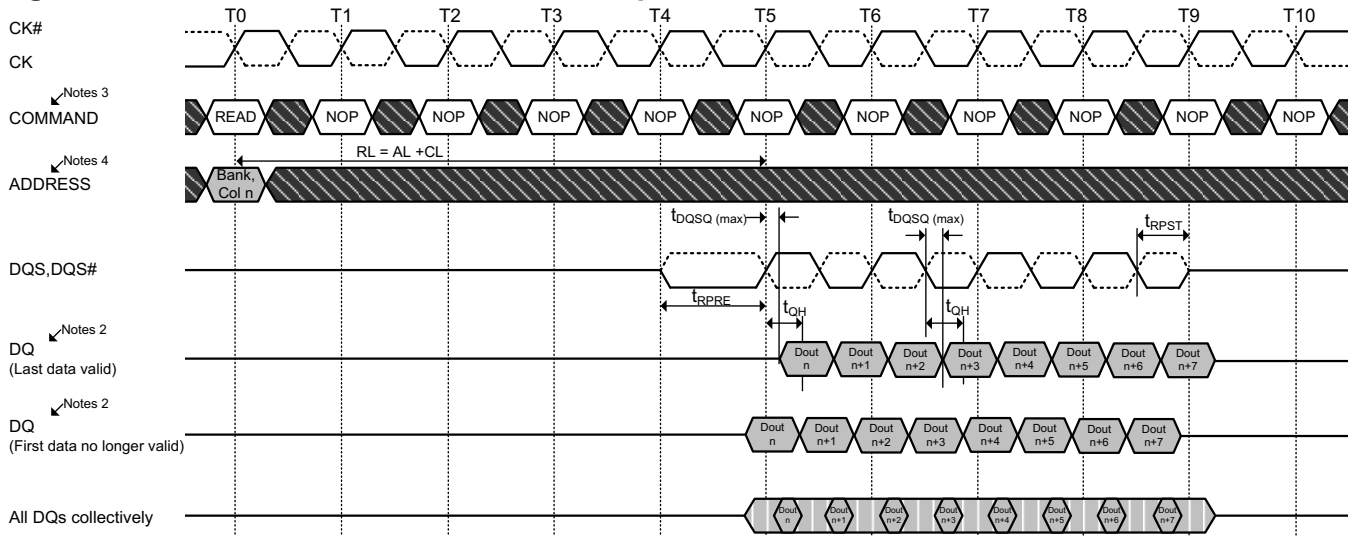 T0 T1 T2 T3 T4 T5 T6 T7 T8 T9 T10
CK#
CK
Notes 3
COMMAND
READ NOP NOP NOP NOP NOP NOP NOP NOP NOP NOP
RL = AL +CL
Notes 4
ADDRESS
Bank,
Col n
tDQSQ (max) tDQSQ (max) tRPST
DQS,DQS#
tRPRE
tQH tQH
Notes 2
DQ
(Last data valid)
Dout n Dout n+1 Dout n+2 Dout n+3 Dout n+4 Dout n+5 Dout n+6 Dout n+7
Notes 2
DQ
(First data no longer valid)
Dout n Dout n+1 Dout n+2 Dout n+3 Dout n+4 Dout n+5 Dout n+6 Dout n+7
All DQs collectively
Dout n Dout n+1 Dout n+2 Dout n+3 Dout n+4 Dout n+5 Dout n+6 Dout n+7